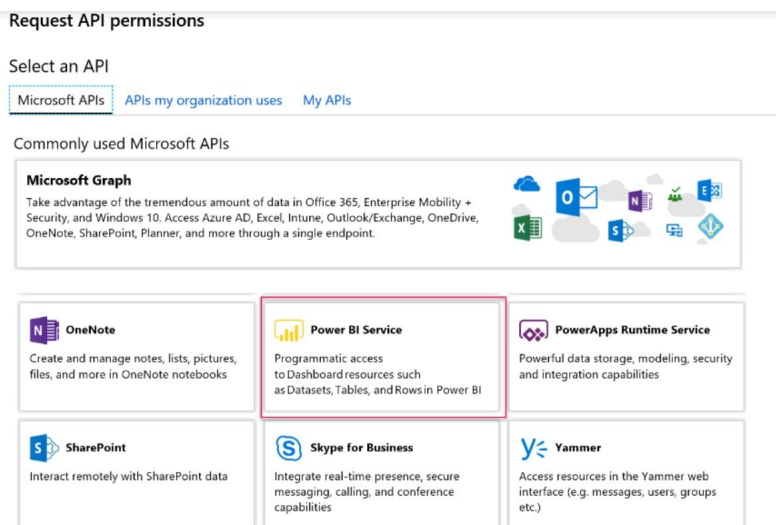 Request API permissions
Select an API
Microsoft APIs APIs my organization uses My APIs
Commonly used Microsoft APIs
Microsoft Graph
Take advantage of the tremendous amount of data in Office 365, Enterprise Mobility +
Security, and Windows 10. Access Azure AD, Excel, Intune, Outlook/Exchange, OneDrive,
OneNote, SharePoint, Planner, and more through a single endpoint.
OneNote
Create and manage notes, lists, pictures,
files, and more in OneNote notebooks
Power BI Service
Programmatic access
to Dashboard resources such
as Datasets, Tables, and Rows in Power BI
PowerApps Runtime Service
Powerful data storage, modeling, security
and integration capabilities
SharePoint
Interact remotely with SharePoint data
Skype for Business
Integrate real-time presence, secure
messaging, calling, and conference
capabilities
Yammer
Access resources in the Yammer web
interface (e.g. messages, users, groups
etc.)